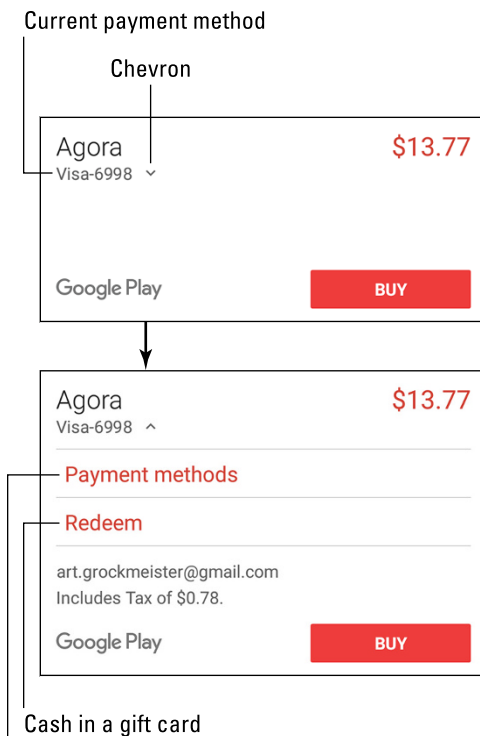 Current payment method
Chevron
Agora $13.77
Visa-6998
Google Play BUY
Agora $13.77
Visa-6998
Payment methods
Redeem
art.grockmeister@gmail.com
Includes Tax of $0.78.
Google Play BUY
Cash in a gift card